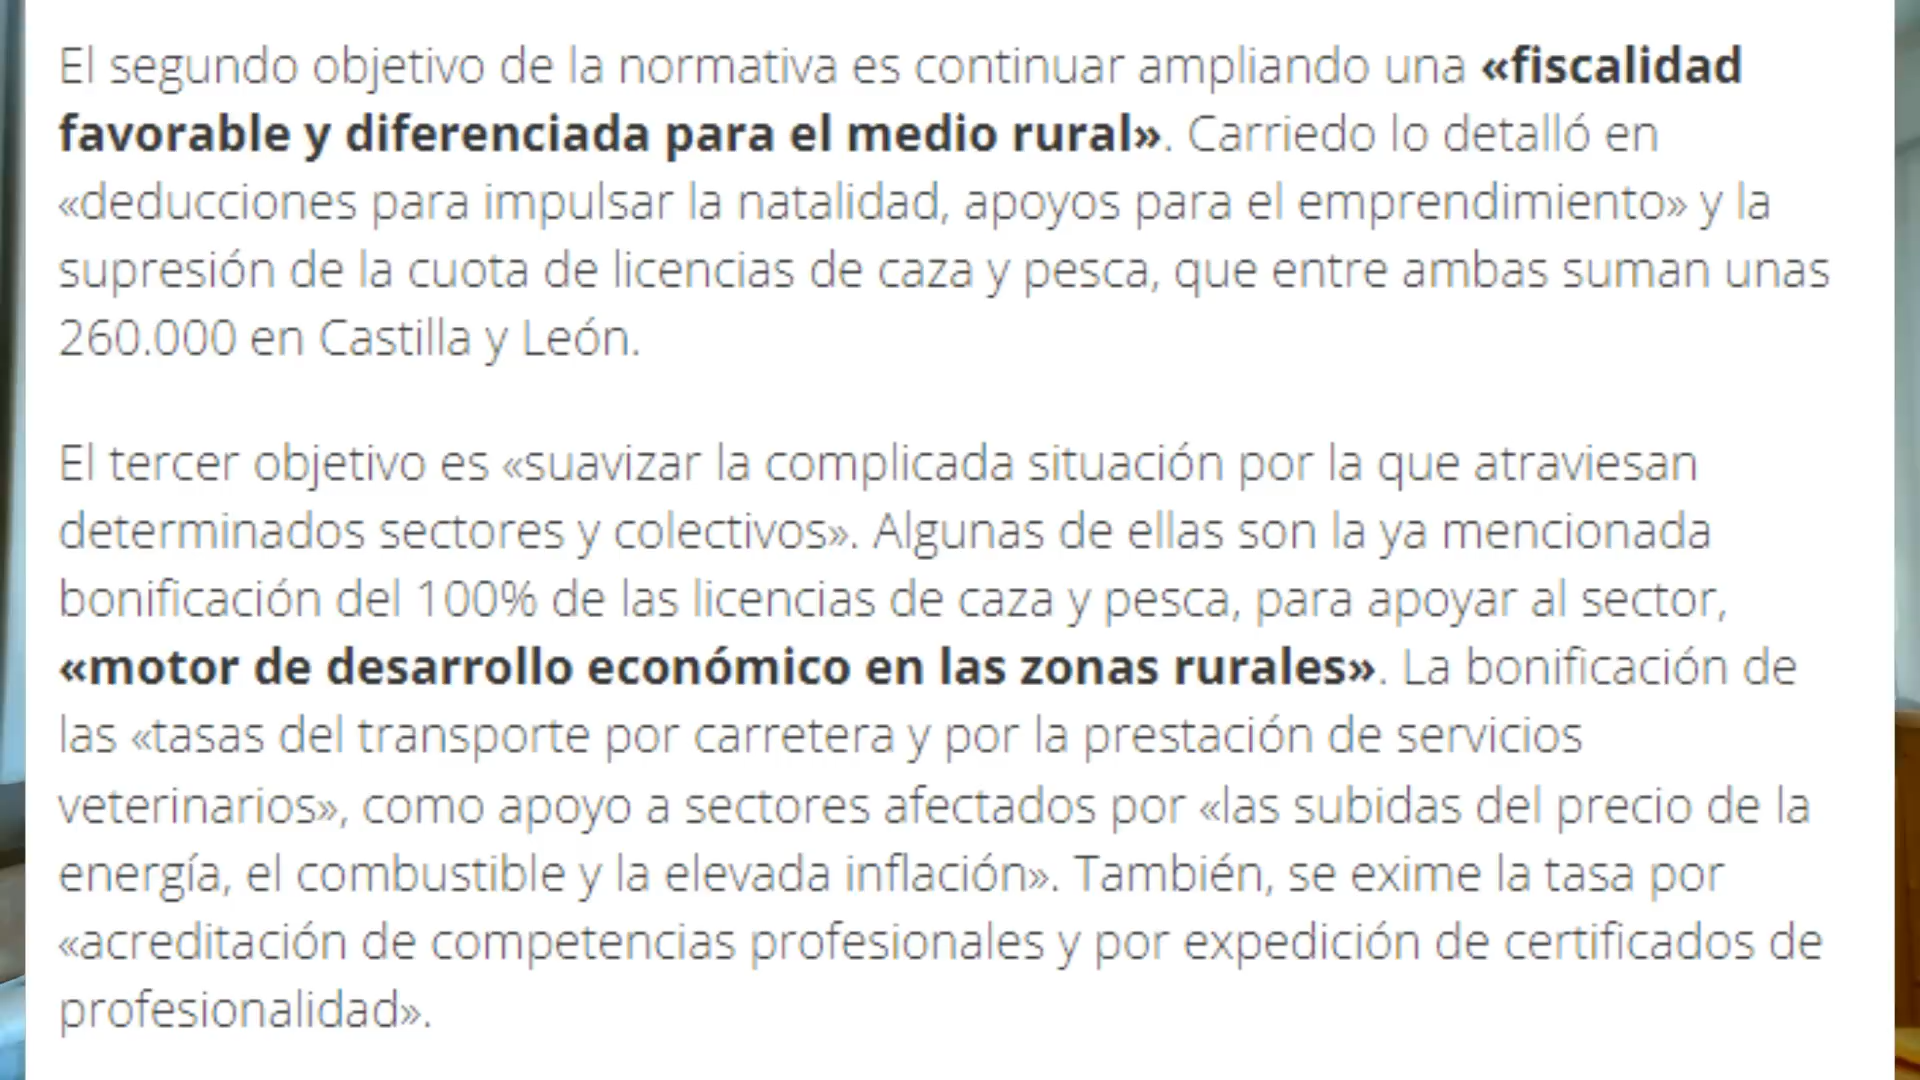 El segundo objetivo de la normativa es continuar ampliando una «fiscalidad
favorable y diferenciada para el medio rural». Carriedo lo detalló en
«deducciones para impulsar la natalidad, apoyos para el emprendimiento» y la
supresión de la cuota de licencias de caza y pesca, que entre ambas suman unas
260.000 en Castilla y León.
El tercer objetivo es «suavizar la complicada situación por la que atraviesan
determinados sectores y colectivos». Algunas de ellas son la ya mencionada
bonificación del 100% de las licencias de caza y pesca, para apoyar al sector,
«motor de desarrollo económico en las zonas rurales». La bonificación de
las «tasas del transporte por carretera y por la prestación de servicios
veterinarios», como apoyo a sectores afectados por «las subidas del precio de la
energía, el combustible y la elevada inflación». También, se exime la tasa por
«acreditación de competencias profesionales y por expedición de certificados de
profesionalidad».